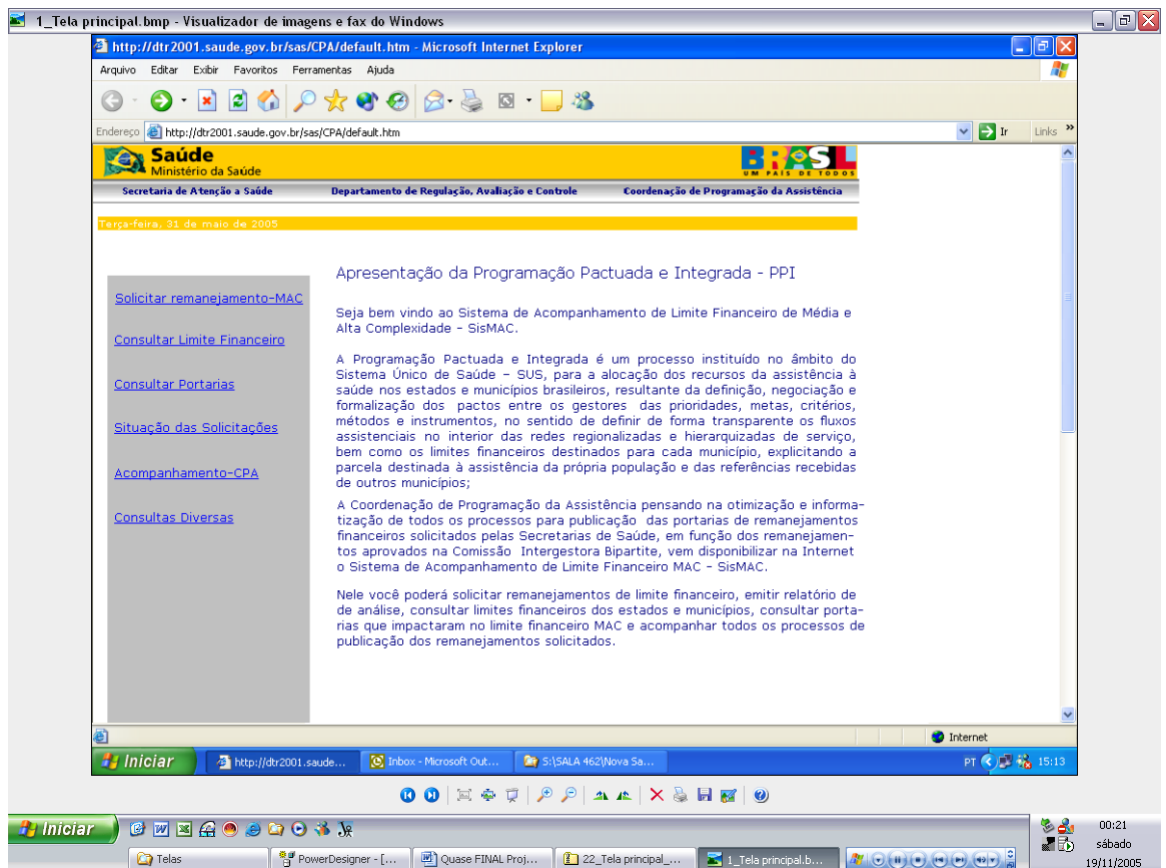 1_Tela principal.bmp - Visualizador de imagens e fax do Windows
http://dtr2001.saude.gov.br/sas/CPA/default.htm - Microsoft Internet Explorer
Arquivo Editar Exibir Favoritos Ferramentas Ajuda
Endereço http://dtr2001.saude.gov.br/sas/CPA/default.htm Ir Links »
Saúde
Ministério da Saúde
BRASIL
UM PAÍS DE TODOS
Secretaria de Atenção a Saúde Departamento de Regulação, Avaliação e Controle Coordenação de Programação da Assistência
Terça-feira, 31 de maio de 2005
Solicitar remanejamento-MAC
Consultar Limite Financeiro
Consultar Portarias
Situação das Solicitações
Acompanhamento-CPA
Consultas Diversas
Apresentação da Programação Pactuada e Integrada - PPI
Seja bem vindo ao Sistema de Acompanhamento de Limite Financeiro de Média e
Alta Complexidade – SisMAC.
A Programação Pactuada e Integrada é um processo instituído no âmbito do
Sistema Único de Saúde – SUS, para a alocação dos recursos da assistência à
saúde nos estados e municípios brasileiros, resultante da definição, negociação e
formalização dos pactos entre os gestores das prioridades, metas, critérios,
métodos e instrumentos, no sentido de definir de forma transparente os fluxos
assistenciais no interior das redes regionalizadas e hierarquizadas de serviço,
bem como os limites financeiros destinados para cada município, explicitando a
parcela destinada à assistência da própria população e das referências recebidas
de outros municípios;
A Coordenação de Programação da Assistência pensando na otimização e informa-
tização de todos os processos para publicação das portarias de remanejamentos
financeiros solicitados pelas Secretarias de Saúde, em função dos remanejamen-
tos aprovados na Comissão Intergestora Bipartite, vem disponibilizar na Internet
o Sistema de Acompanhamento de Limite Financeiro MAC – SisMAC.
Nele você poderá solicitar remanejamentos de limite financeiro, emitir relatório de
de análise, consultar limites financeiros dos estados e municípios, consultar porta-
rias que impactaram no limite financeiro MAC e acompanhar todos os processos de
publicação dos remanejamentos solicitados.
Internet
Iniciar http://dtr2001.saude... Inbox - Microsoft Out... S:\SALA 462\Nova Sa... PT 15:13
Iniciar 00:21
sábado
Telas PowerDesigner - [... Quase FINAL Proj... 22_Tela principal_... 1_Tela principal.b... 19/11/2005